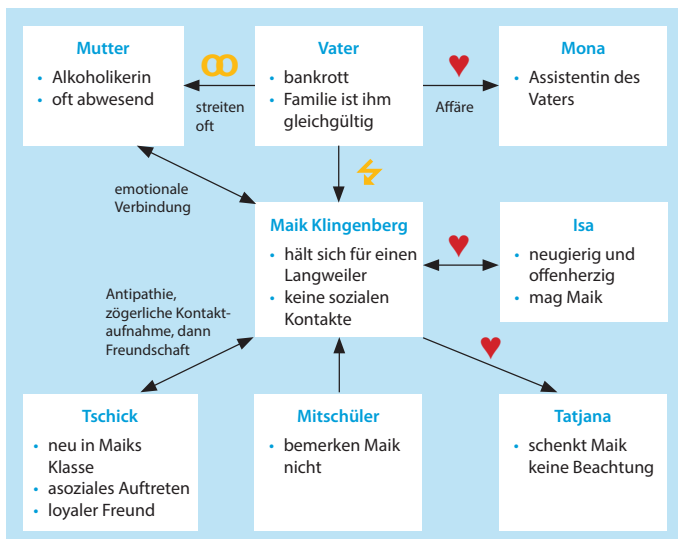 Mutter
• Alkoholikerin
• oft abwesend
streiten
oft
Vater
• bankrott
• Familie ist ihm
gleichgültig
Affäre
Mona
• Assistentin des
Vaters
emotionale
Verbindung
Maik Klingenberg
• hält sich für einen
Langweiler
• keine sozialen
Kontakte
Isa
• neugierig und
offenherzig
• mag Maik
Antipathie,
zögerliche Kontakt-
aufnahme, dann
Freundschaft
Tschick
• neu in Maiks
Klasse
• asoziales Auftreten
• loyaler Freund
Mitschüler
• bemerken Maik
nicht
Tatjana
• schenkt Maik
keine Beachtung